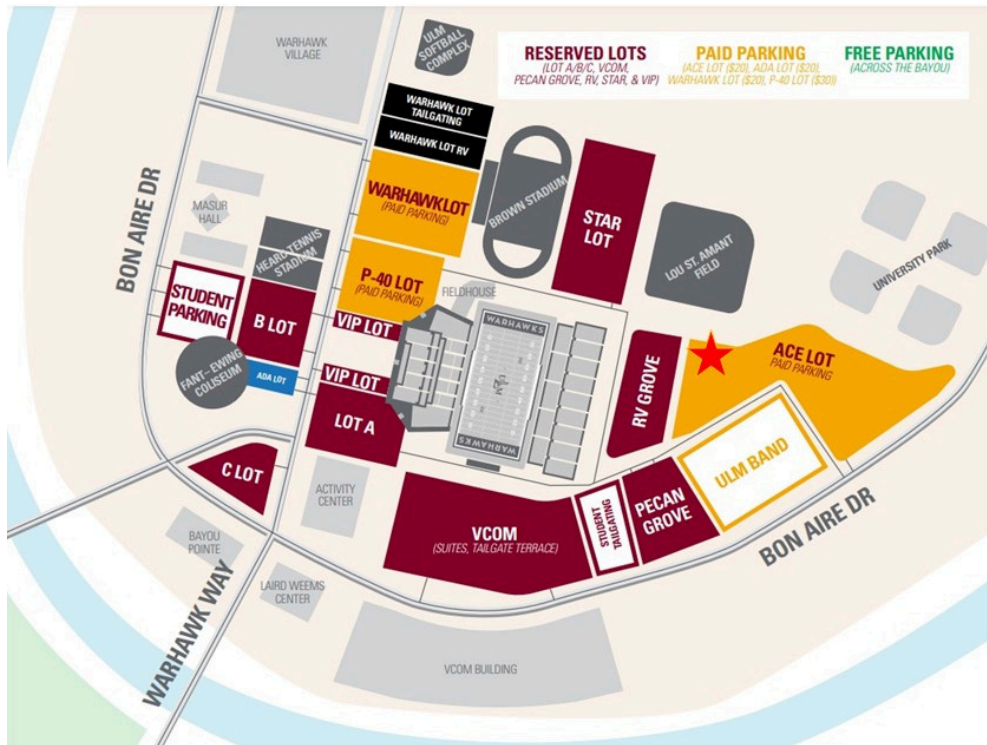 WARHAWK
VILLAGE
ULM
SOFTBALL
COMPLEX
RESERVED LOTS
(LOT A/B/C, VCOM,
PECAN GROVE, RV, STAR, & VIP)
PAID PARKING
(ACE LOT ($20), ADA LOT ($20),
WARHAWK LOT ($20), P-40 LOT ($30))
FREE PARKING
(ACROSS THE BAYOU)
WARHAWK LOT
TAILGATING
WARHAWK LOT RV
BON AIRE DR
MASUR
HALL
WARHAWK LOT
(PAID PARKING)
BROWN STADIUM
STAR
LOT
HEARD-TENNIS
STADIUM
LOU ST. AMANT
FIELD
UNIVERSITY PARK
STUDENT
PARKING
B LOT
P-40 LOT
(PAID PARKING)
FIELDHOUSE
VIP LOT
WARHAWKS
FANT-EWING
COLISEUM
ADA LOT
VIP LOT
RV GROVE
ACE LOT
PAID PARKING
LOT A
WARHAWKS
ULM BAND
C LOT
ACTIVITY
CENTER
VCOM
(SUITES, TAILGATE TERRACE)
STUDENT
TAILGATING
PECAN
GROVE
BON AIRE DR
BAYOU
POINTE
WARHAWK WAY
LAIRD WEEMS
CENTER
VCOM BUILDING